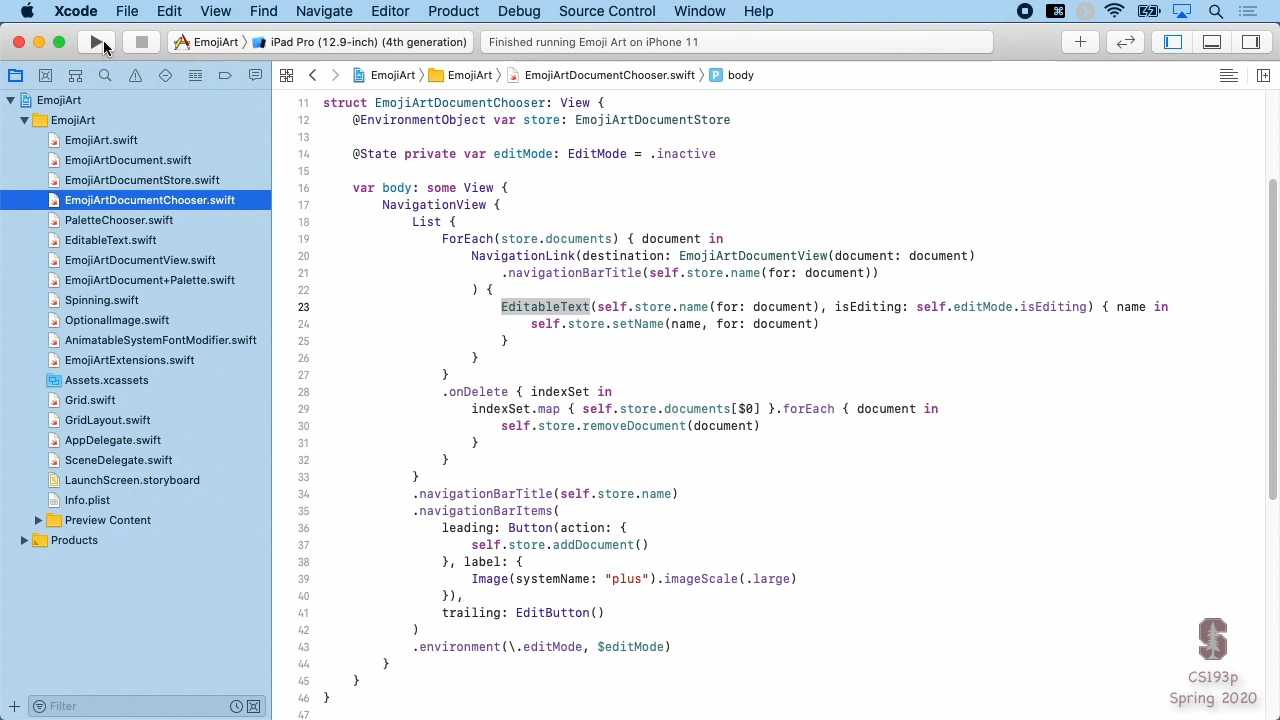 Xcode File Edit View Find Navigate Editor Product Debug Source Control Window Help
EmojiArt iPad Pro (12.9-inch) (4th generation) Finished running Emoji Art on iPhone 11
EmojiArt EmojiArt EmojiArtDocumentChooser.swift P body
EmojiArt
EmojiArt
EmojiArt.swift
EmojiArtDocument.swift
EmojiArtDocumentStore.swift
EmojiArtDocumentChooser.swift
PaletteChooser.swift
EditableText.swift
EmojiArtDocumentView.swift
EmojiArtDocument+Palette.swift
Spinning.swift
OptionalImage.swift
AnimatableSystemFontModifier.swift
EmojiArtExtensions.swift
Assets.xcassets
Grid.swift
GridLayout.swift
AppDelegate.swift
SceneDelegate.swift
LaunchScreen.storyboard
Info.plist
Preview Content
Products
Filter
11 struct EmojiArtDocumentChooser: View {
12 @EnvironmentObject var store: EmojiArtDocumentStore
13
14 @State private var editMode: EditMode = .inactive
15
16 var body: some View {
17 NavigationView {
18 List {
19 ForEach(store.documents) { document in
20 NavigationLink(destination: EmojiArtDocumentView(document: document)
21 .navigationBarTitle(self.store.name(for: document))
22 ) {
23 EditableText(self.store.name(for: document), isEditing: self.editMode.isEditing) { name in
24 self.store.setName(name, for: document)
25 }
26 }
27 }
28 .onDelete { indexSet in
29 indexSet.map { self.store.documents[$0] }.forEach { document in
30 self.store.removeDocument(document)
31 }
32 }
33 }
34 .navigationBarTitle(self.store.name)
35 .navigationBarItems(
36 leading: Button(action: {
37 self.store.addDocument()
38 }, label: {
39 Image(systemName: "plus").imageScale(.large)
40 }),
41 trailing: EditButton()
42 )
43 .environment(\.editMode, $editMode)
44 }
45 }
46 }
47
CS193p
Spring 2020